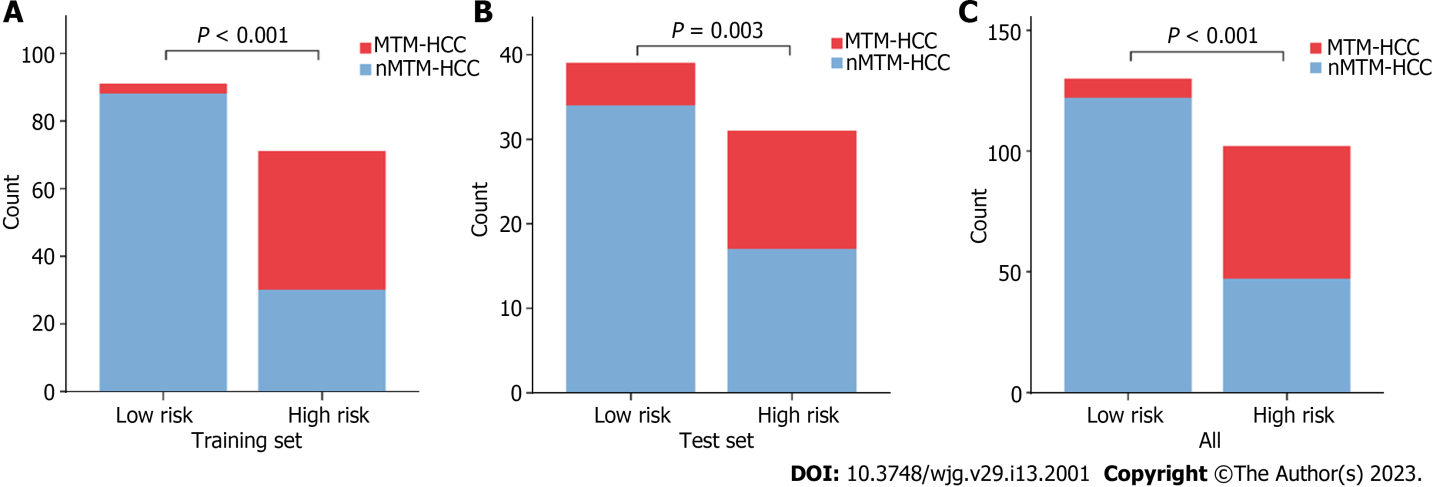 A
P < 0.001
MTM-HCC
nMTM-HCC
100
80
60
40
20
0
Count
Low risk
High risk
Training set
B
P = 0.003
MTM-HCC
nMTM-HCC
40
30
20
10
0
Count
Low risk
High risk
Test set
C
P < 0.001
MTM-HCC
nMTM-HCC
150
100
50
0
Count
Low risk
High risk
All
DOI: 10.3748/wjg.v29.i13.2001 Copyright ©The Author(s) 2023.